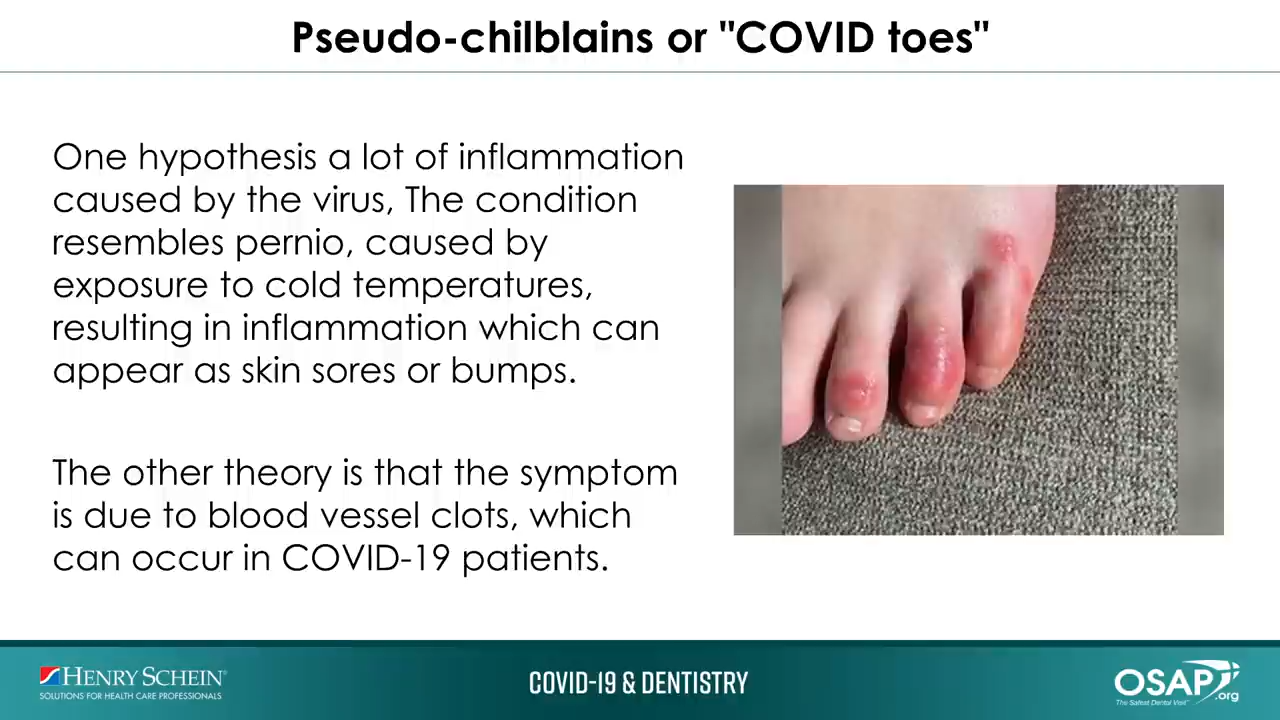 Pseudo-chilblains or "COVID toes"
One hypothesis a lot of inflammation
caused by the virus, The condition
resembles pernio, caused by
exposure to cold temperatures,
resulting in inflammation which can
appear as skin sores or bumps.
The other theory is that the symptom
is due to blood vessel clots, which
can occur in COVID-19 patients.
HENRY SCHEIN®
SOLUTIONS FOR HEALTH CARE PROFESSIONALS
COVID-19 & DENTISTRY
OSAP.org
The Safest Dental Visit™